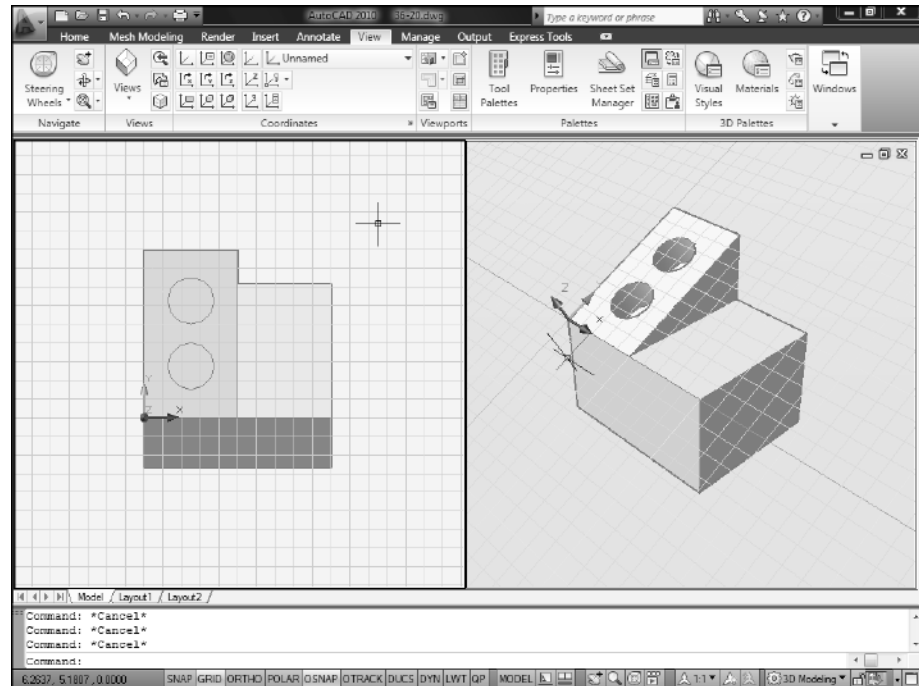 AutoCAD 2010 B6-20.dwg Type a keyword or phrase
Home Mesh Modeling Render Insert Annotate View Manage Output Express Tools
Unnamed
Steering Wheels
Views
Tool Palettes
Properties
Sheet Set Manager
Visual Styles
Materials
Windows
Navigate Views Coordinates Viewports Palettes 3D Palettes
Y
Z X
Z
X
Model Layout1 Layout2
Command: *Cancel*
Command: *Cancel*
Command: *Cancel*
Command:
6.2637, 5.1807, 0.0000 SNAP GRID ORTHO POLAR OSNAP OTRACK DUCS DYN LWT QP MODEL 1:1 3D Modeling